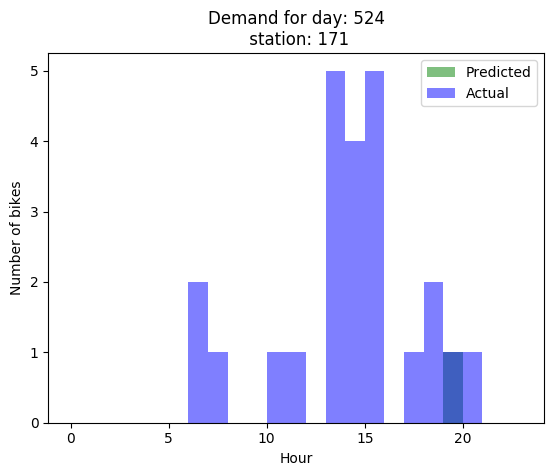 Demand for day: 524
station: 171
Predicted
Actual
Number of bikes
5
4
3
2
1
0
0 5 10 15 20
Hour